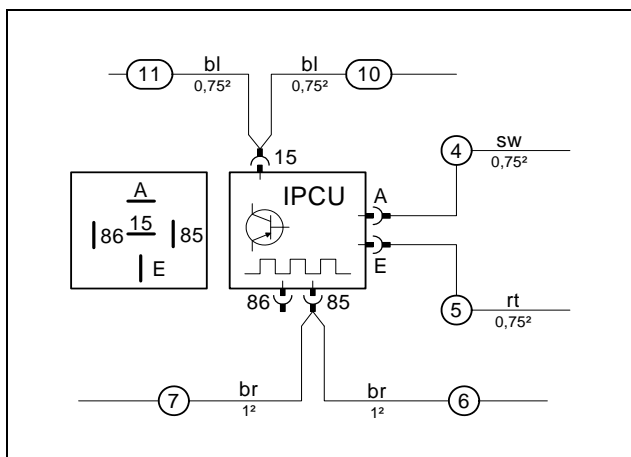 11 bl 0,75² bl 0,75² 10
15
4 sw 0,75²
IPCU
A
A
15
86 85
E
E
86 85
5 rt 0,75²
7 br 1² br 1² 6